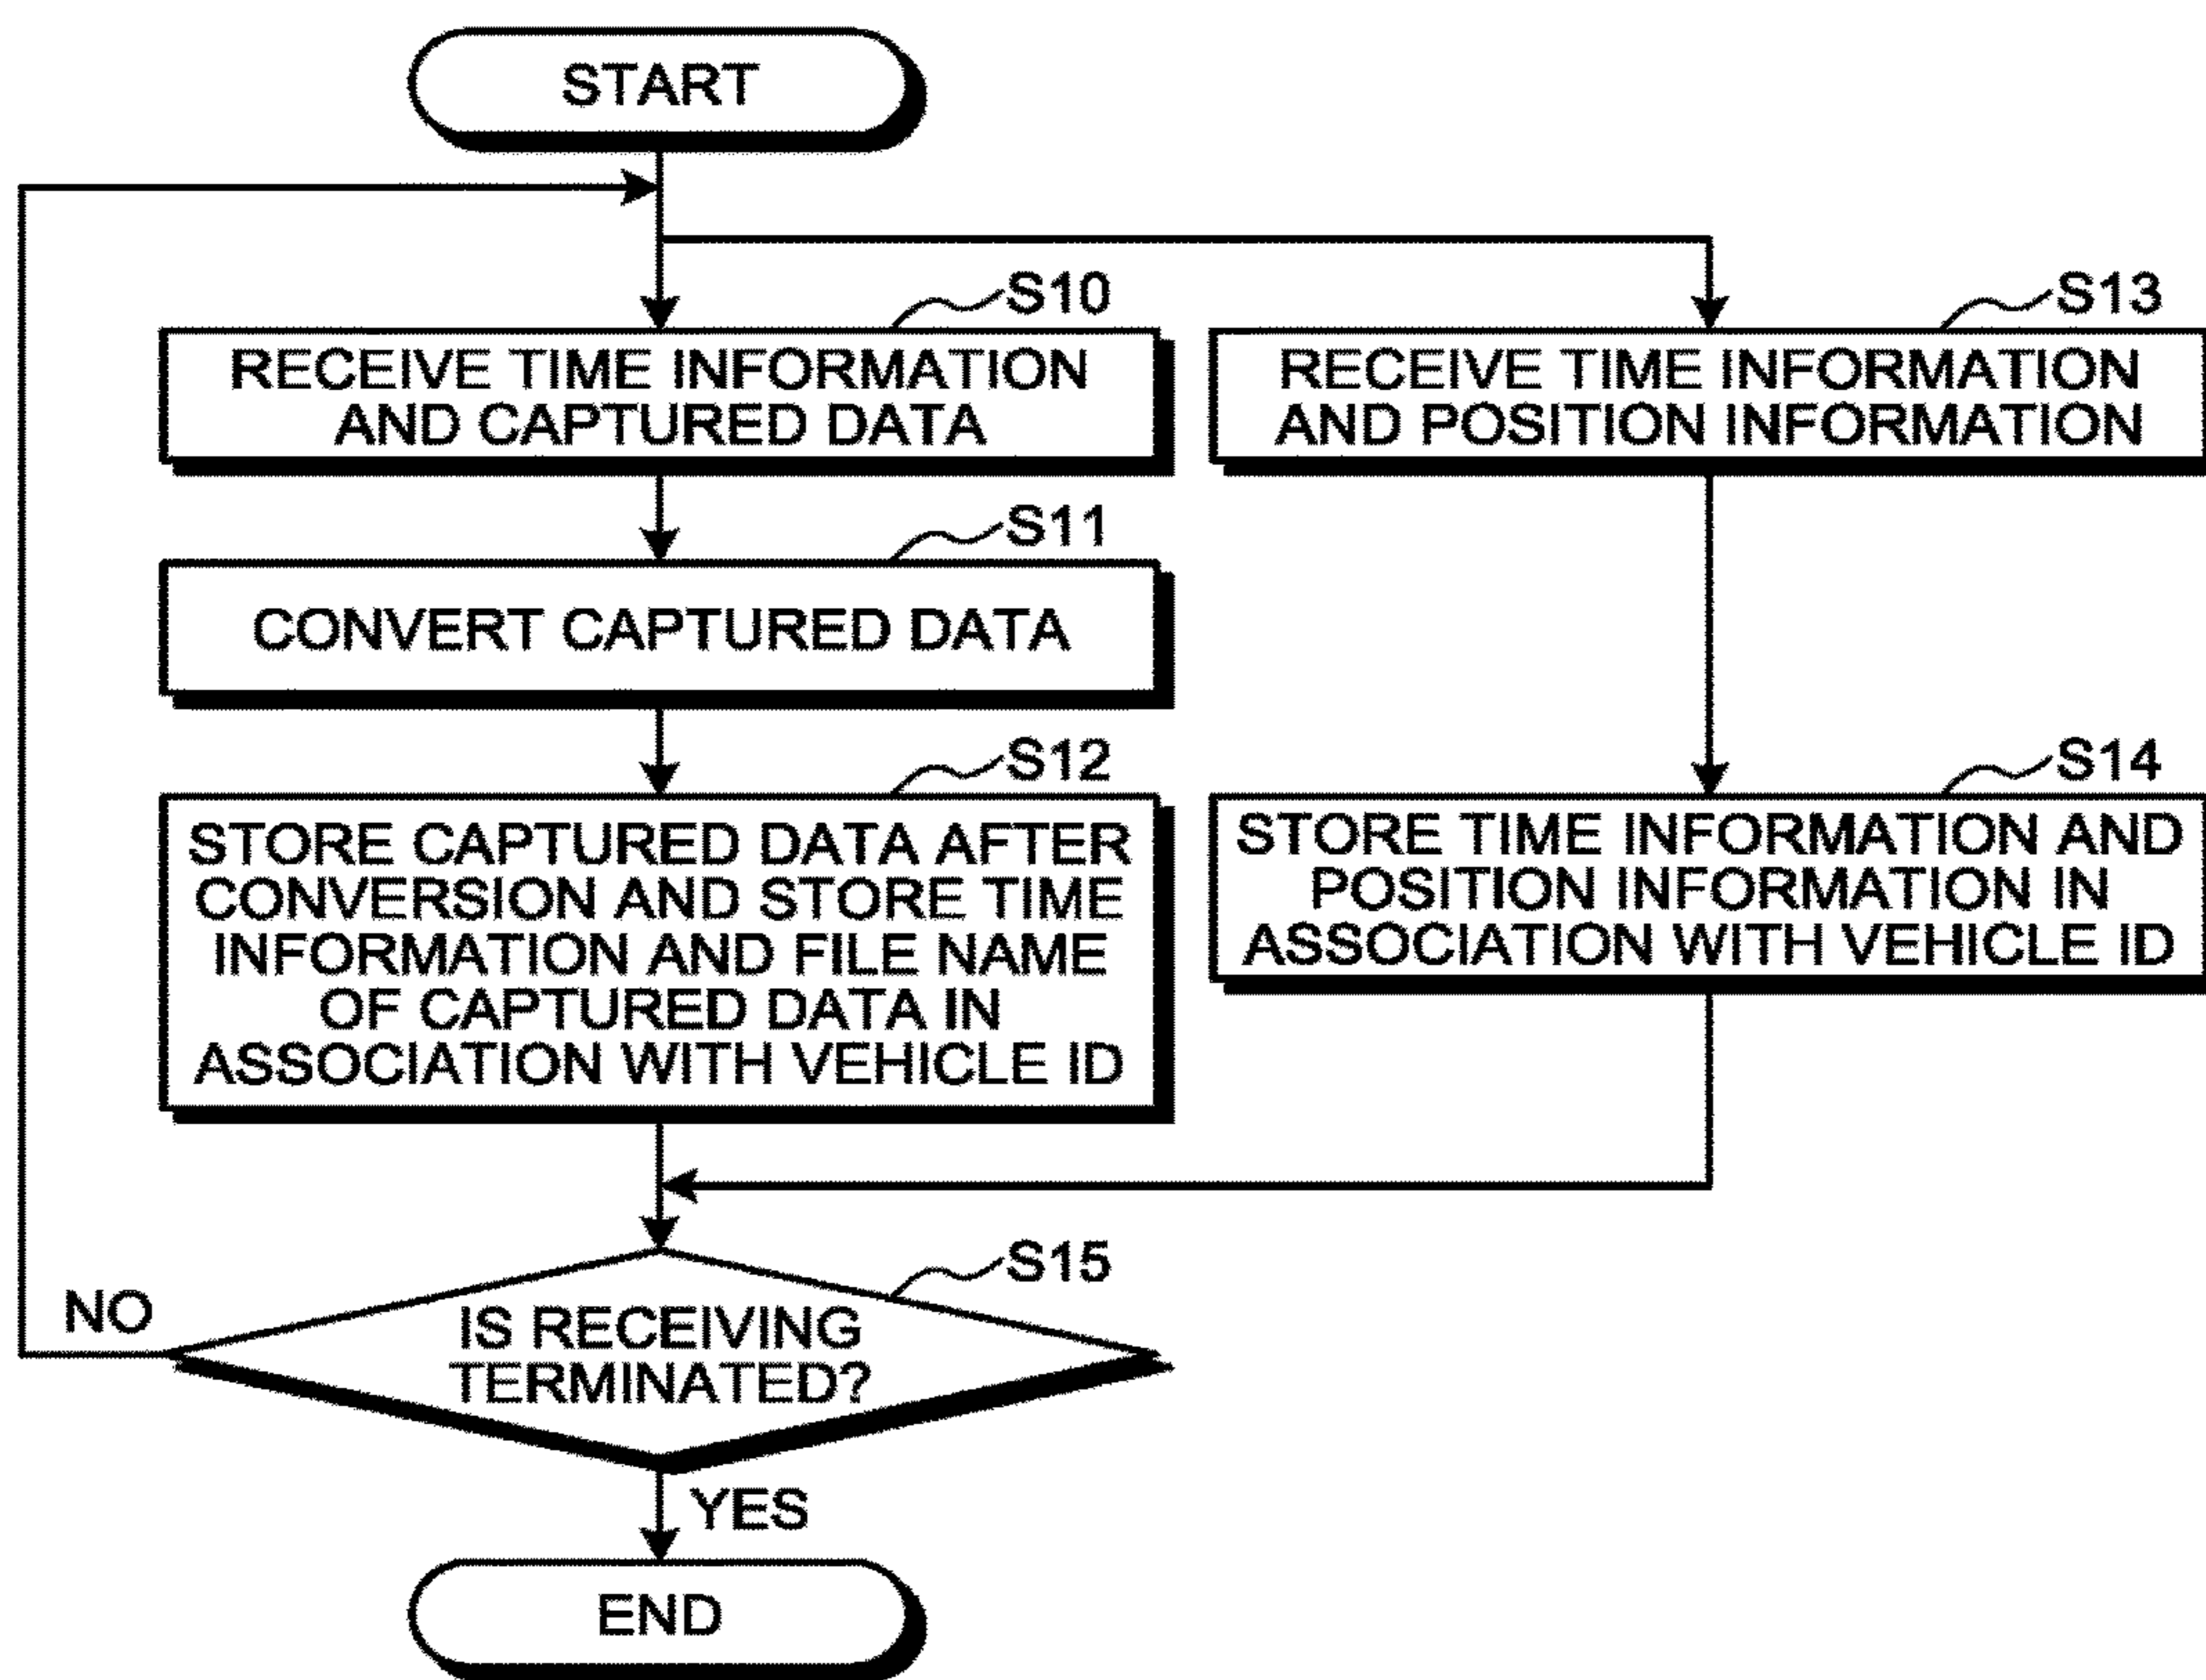 START
S10
RECEIVE TIME INFORMATION
AND CAPTURED DATA
S11
CONVERT CAPTURED DATA
S12
STORE CAPTURED DATA AFTER
CONVERSION AND STORE TIME
INFORMATION AND FILE NAME
OF CAPTURED DATA IN
ASSOCIATION WITH VEHICLE ID
S13
RECEIVE TIME INFORMATION
AND POSITION INFORMATION
S14
STORE TIME INFORMATION AND
POSITION INFORMATION IN
ASSOCIATION WITH VEHICLE ID
S15
IS RECEIVING
TERMINATED?
NO
YES
END